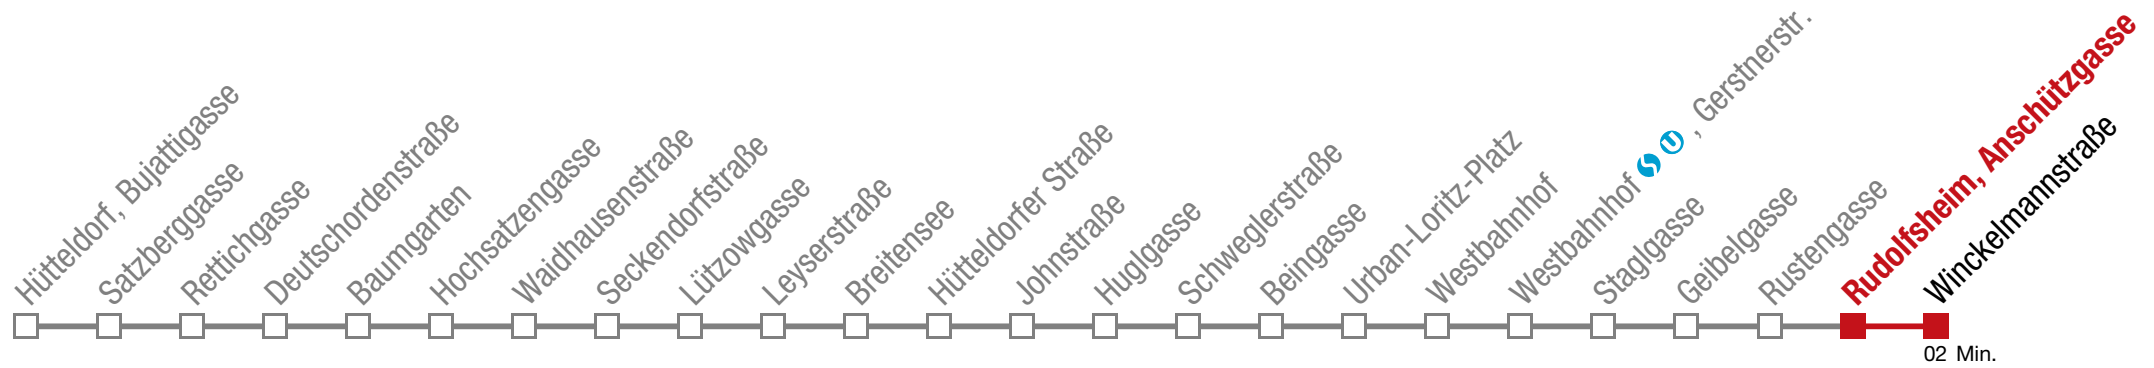 Hütteldorf, Bujattigasse
Satzberggasse
Rettichgasse
Deutschordenstraße
Baumgarten
Hochsatzengasse
Waidhausenstraße
Seckendorfstraße
Lützowgasse
Leyserstraße
Breitensee
Hütteldorfer Straße
Johnstraße
Huglgasse
Schweglerstraße
Beingasse
Urban-Loritz-Platz
Westbahnhof
Westbahnhof S U , Gerstnerstr.
Staglgasse
Geibelgasse
Rustengasse
Rudolfsheim, Anschützgasse
Winckelmannstraße
02 Min.